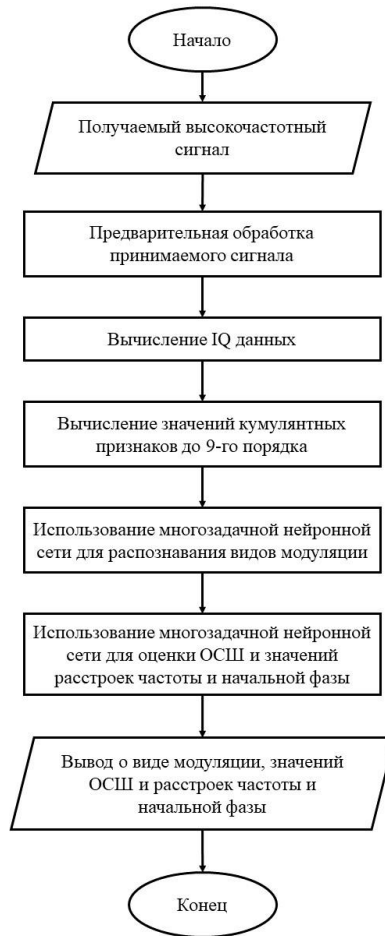 Начало
Получаемый высокочастотный
сигнал
Предварительная обработка
принимаемого сигнала
Вычисление IQ данных
Вычисление значений кумулянтных
признаков до 9-го порядка
Использование многозадачной нейронной
сети для распознавания видов модуляции
Использование многозадачной нейронной
сети для оценки ОСШ и значений
расстроек частоты и начальной фазы
Вывод о виде модуляции, значений
ОСШ и расстроек частоты и
начальной фазы
Конец